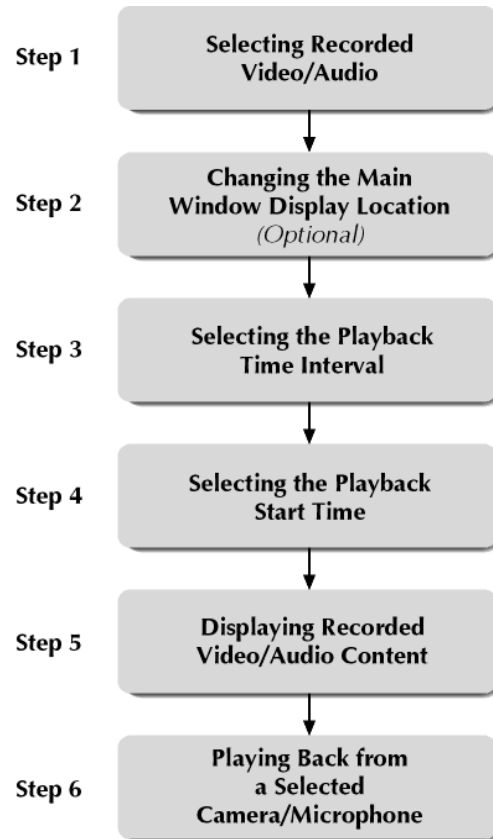 Step 1
Selecting Recorded
Video/Audio
Step 2
Changing the Main
Window Display Location
(Optional)
Step 3
Selecting the Playback
Time Interval
Step 4
Selecting the Playback
Start Time
Step 5
Displaying Recorded
Video/Audio Content
Step 6
Playing Back from
a Selected
Camera/Microphone